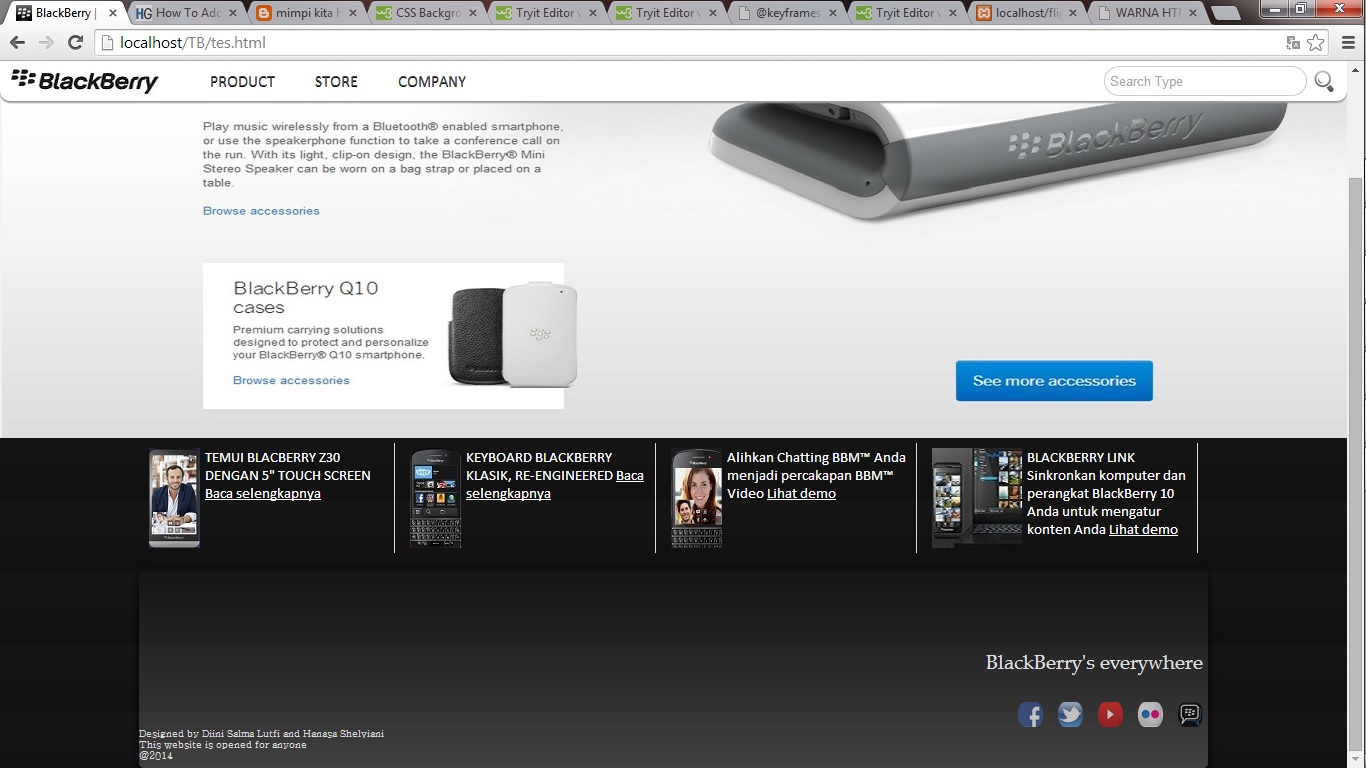 BlackBerry |
How To Add
mimpi kita h
CSS Backgro
Tryit Editor v
Tryit Editor v
@keyframes
Tryit Editor v
localhost/flip
WARNA HTM
localhost/TB/tes.html
BlackBerry
PRODUCT STORE COMPANY
Search Type
Play music wirelessly from a Bluetooth® enabled smartphone,
or use the speakerphone function to take a conference call on
the run. With its light, clip-on design, the BlackBerry® Mini
Stereo Speaker can be worn on a bag strap or placed on a
table.
Browse accessories
BlackBerry
BlackBerry Q10
cases
Premium carrying solutions
designed to protect and personalize
your BlackBerry® Q10 smartphone.
Browse accessories
See more accessories
TEMUI BLACBERRY Z30
DENGAN 5" TOUCH SCREEN
Baca selengkapnya
KEYBOARD BLACKBERRY
KLASIK, RE-ENGINEERED Baca
selengkapnya
Alihkan Chatting BBM™ Anda
menjadi percakapan BBM™
Video Lihat demo
BLACKBERRY LINK
Sinkronkan komputer dan
perangkat BlackBerry 10
Anda untuk mengatur
konten Anda Lihat demo
BlackBerry's everywhere
Designed by Diini Salma Lutfi and Hanasa Shelyiani
This website is opened for anyone
@2014